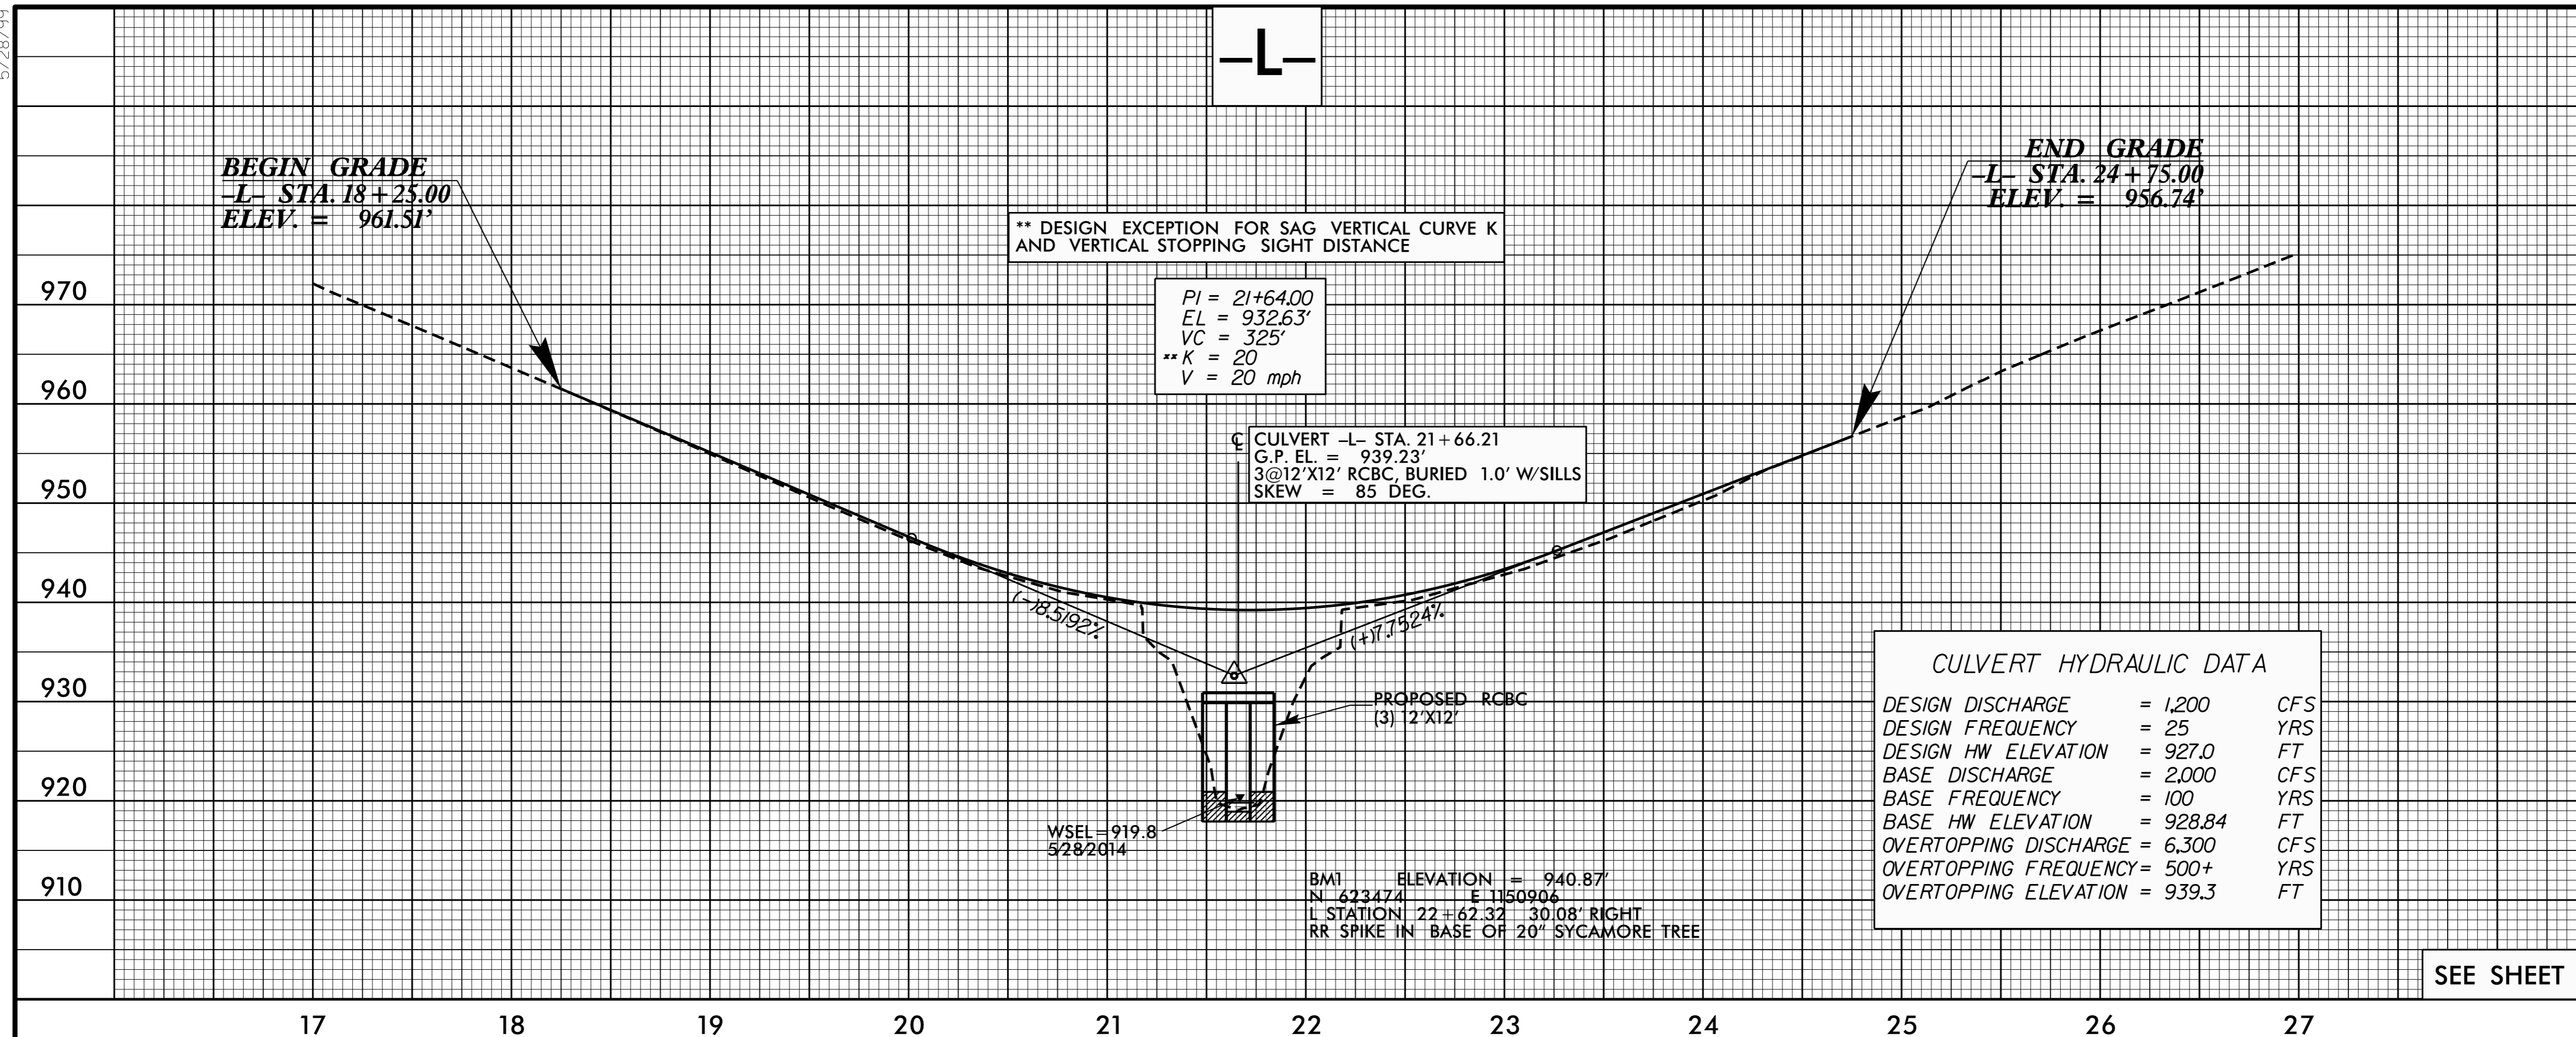 5/28/99
–L–
BEGIN GRADE
–L– STA. 18+25.00
ELEV. = 961.51'
END GRADE
–L– STA. 24+75.00
ELEV. = 956.74'
** DESIGN EXCEPTION FOR SAG VERTICAL CURVE K
AND VERTICAL STOPPING SIGHT DISTANCE
PI = 21+64.00
EL = 932.63'
VC = 325'
** K = 20
V = 20 mph
℄ CULVERT –L– STA. 21+66.21
G.P. EL. = 939.23'
3@12'X12' RCBC, BURIED 1.0' W/SILLS
SKEW = 85 DEG.
970
960
950
940
930
920
910
(-)8.5192%
(+)7.7524%
PROPOSED RCBC
(3) 12'X12'
WSEL=919.8
5/28/2014
BM1 ELEVATION = 940.87'
N 623474 E 1150906
L STATION 22+62.32 30.08' RIGHT
RR SPIKE IN BASE OF 20" SYCAMORE TREE
CULVERT HYDRAULIC DATA
DESIGN DISCHARGE = 1,200 CFS
DESIGN FREQUENCY = 25 YRS
DESIGN HW ELEVATION = 927.0 FT
BASE DISCHARGE = 2,000 CFS
BASE FREQUENCY = 100 YRS
BASE HW ELEVATION = 928.84 FT
OVERTOPPING DISCHARGE = 6,300 CFS
OVERTOPPING FREQUENCY= 500+ YRS
OVERTOPPING ELEVATION = 939.3 FT
SEE SHEET
17 18 19 20 21 22 23 24 25 26 27